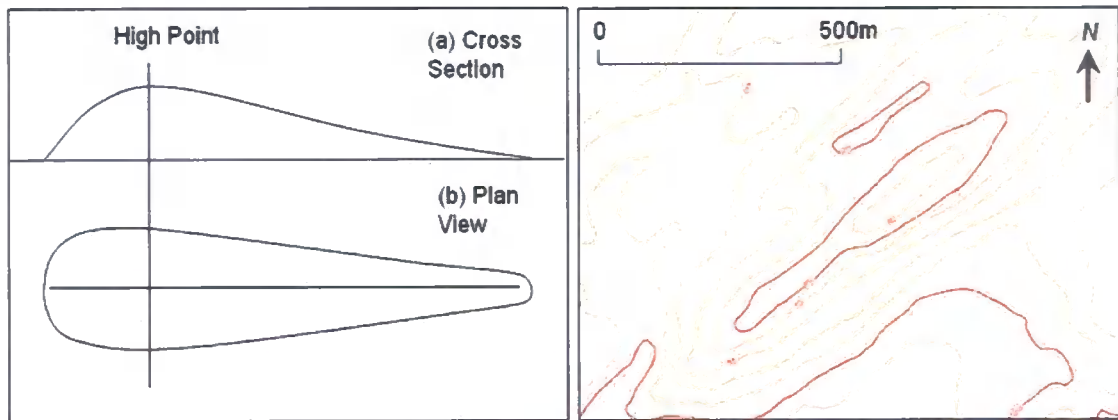 High Point
(a) Cross
Section
(b) Plan
View
0 500m
N